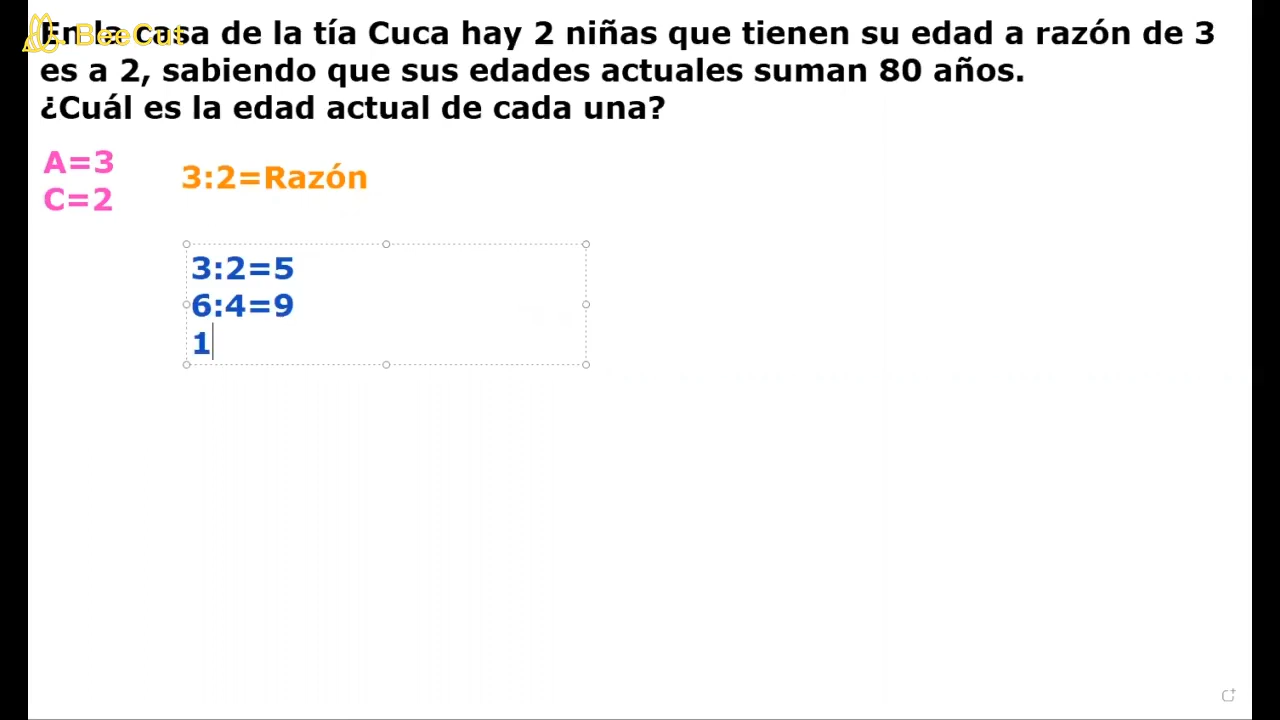 En la casa de la tía Cuca hay 2 niñas que tienen su edad a razón de 3
es a 2, sabiendo que sus edades actuales suman 80 años.
¿Cuál es la edad actual de cada una?
BeeCut
A=3
C=2
3:2=Razón
3:2=5
6:4=9
1